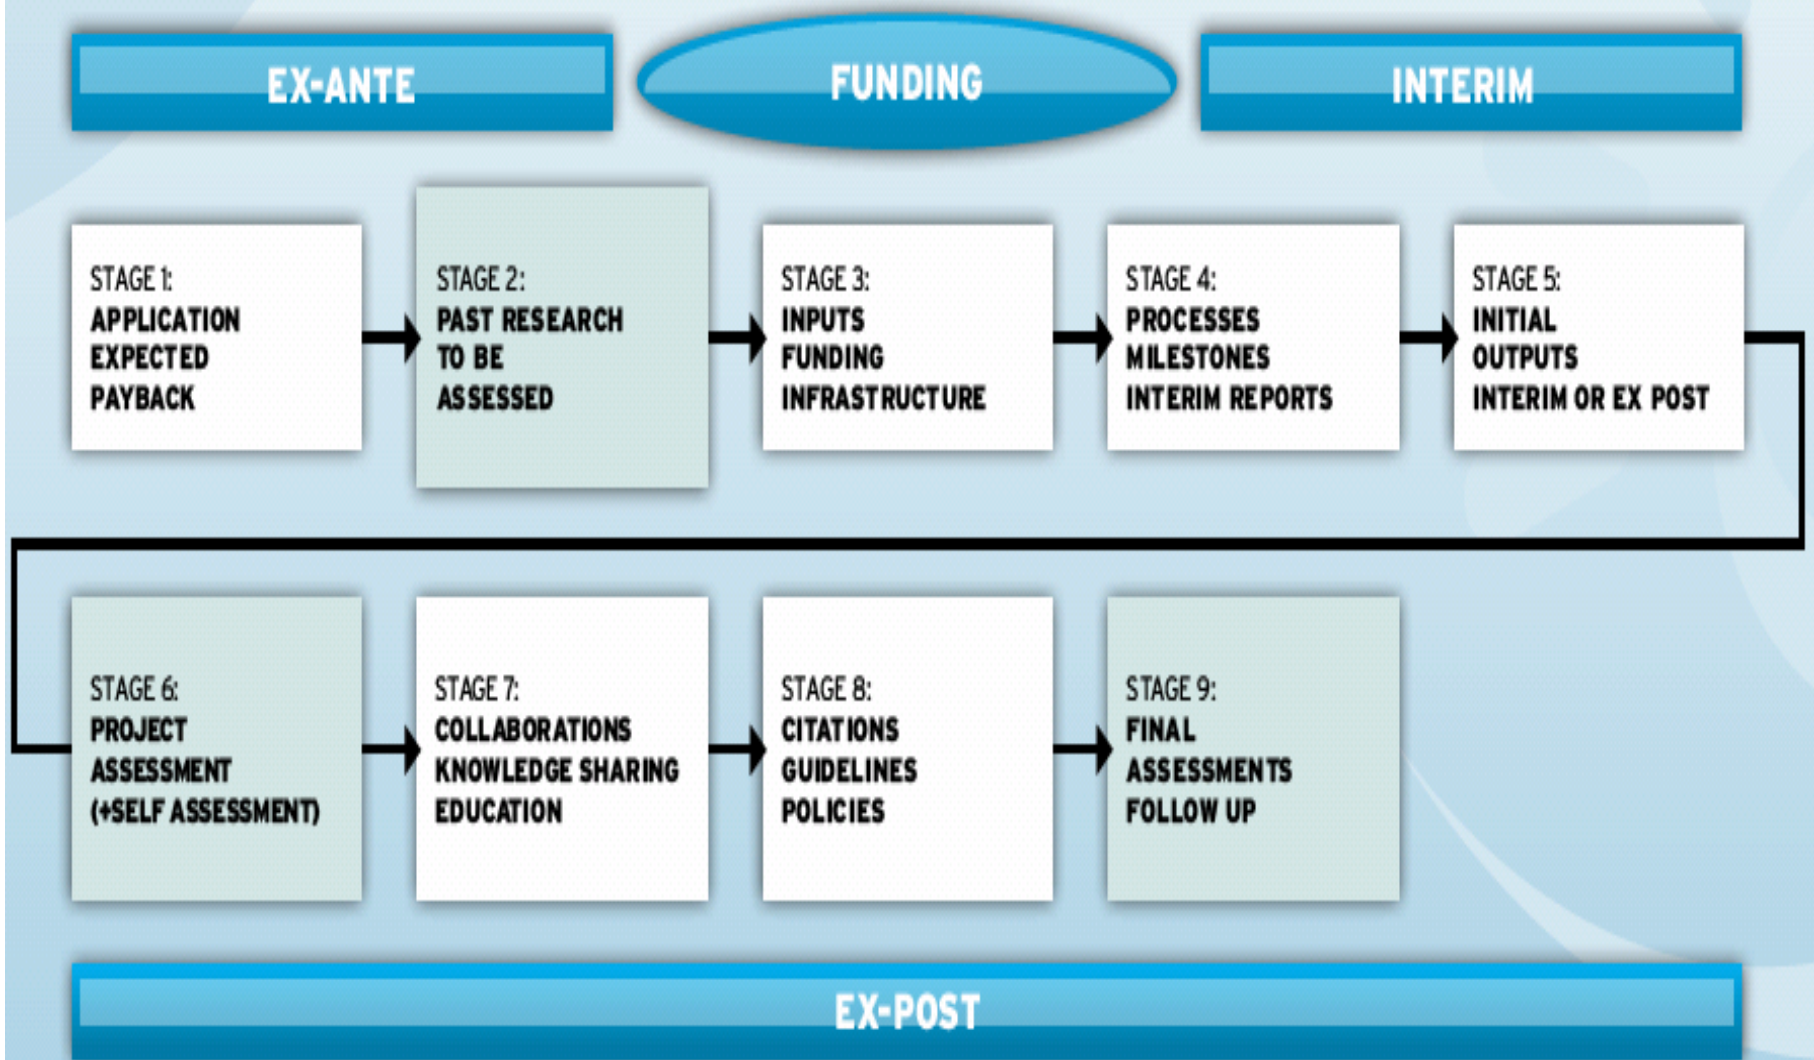 EX-ANTE
FUNDING
INTERIM
STAGE 1:
APPLICATION
EXPECTED
PAYBACK
STAGE 2:
PAST RESEARCH
TO BE
ASSESSED
STAGE 3:
INPUTS
FUNDING
INFRASTRUCTURE
STAGE 4:
PROCESSES
MILESTONES
INTERIM REPORTS
STAGE 5:
INITIAL
OUTPUTS
INTERIM OR EX POST
STAGE 6:
PROJECT
ASSESSMENT
(+SELF ASSESSMENT)
STAGE 7:
COLLABORATIONS
KNOWLEDGE SHARING
EDUCATION
STAGE 8:
CITATIONS
GUIDELINES
POLICIES
STAGE 9:
FINAL
ASSESSMENTS
FOLLOW UP
EX-POST